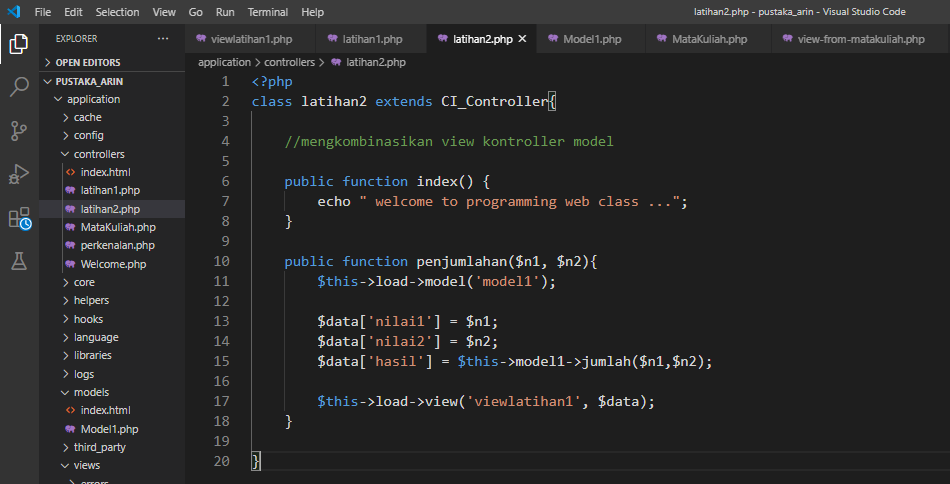 File Edit Selection View Go Run Terminal Help
latihan2.php - pustaka_arin - Visual Studio Code
EXPLORER
OPEN EDITORS
PUSTAKA_ARIN
application
cache
config
controllers
index.html
latihan1.php
latihan2.php
MataKuliah.php
perkenalan.php
Welcome.php
core
helpers
hooks
language
libraries
logs
models
index.html
Model1.php
third_party
views
errors
viewlatihan1.php latihan1.php latihan2.php Model1.php MataKuliah.php view-from-matakuliah.php
application > controllers > latihan2.php
1 <?php
2 class latihan2 extends CI_Controller{
3
4 //mengkombinasikan view kontroller model
5
6 public function index() {
7 echo " welcome to programming web class ...";
8 }
9
10 public function penjumlahan($n1, $n2){
11 $this->load->model('model1');
12
13 $data['nilai1'] = $n1;
14 $data['nilai2'] = $n2;
15 $data['hasil'] = $this->model1->jumlah($n1,$n2);
16
17 $this->load->view('viewlatihan1', $data);
18 }
19
20 }